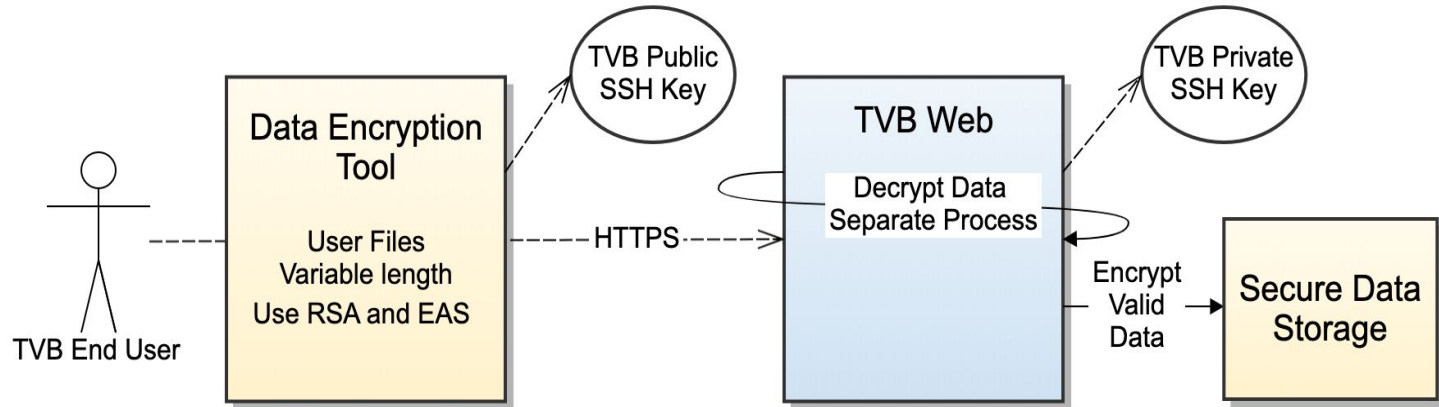 TVB End User
Data Encryption
Tool
User Files
Variable length
Use RSA and EAS
TVB Public
SSH Key
HTTPS
TVB Web
Decrypt Data
Separate Process
TVB Private
SSH Key
Encrypt
Valid
Data
Secure Data
Storage